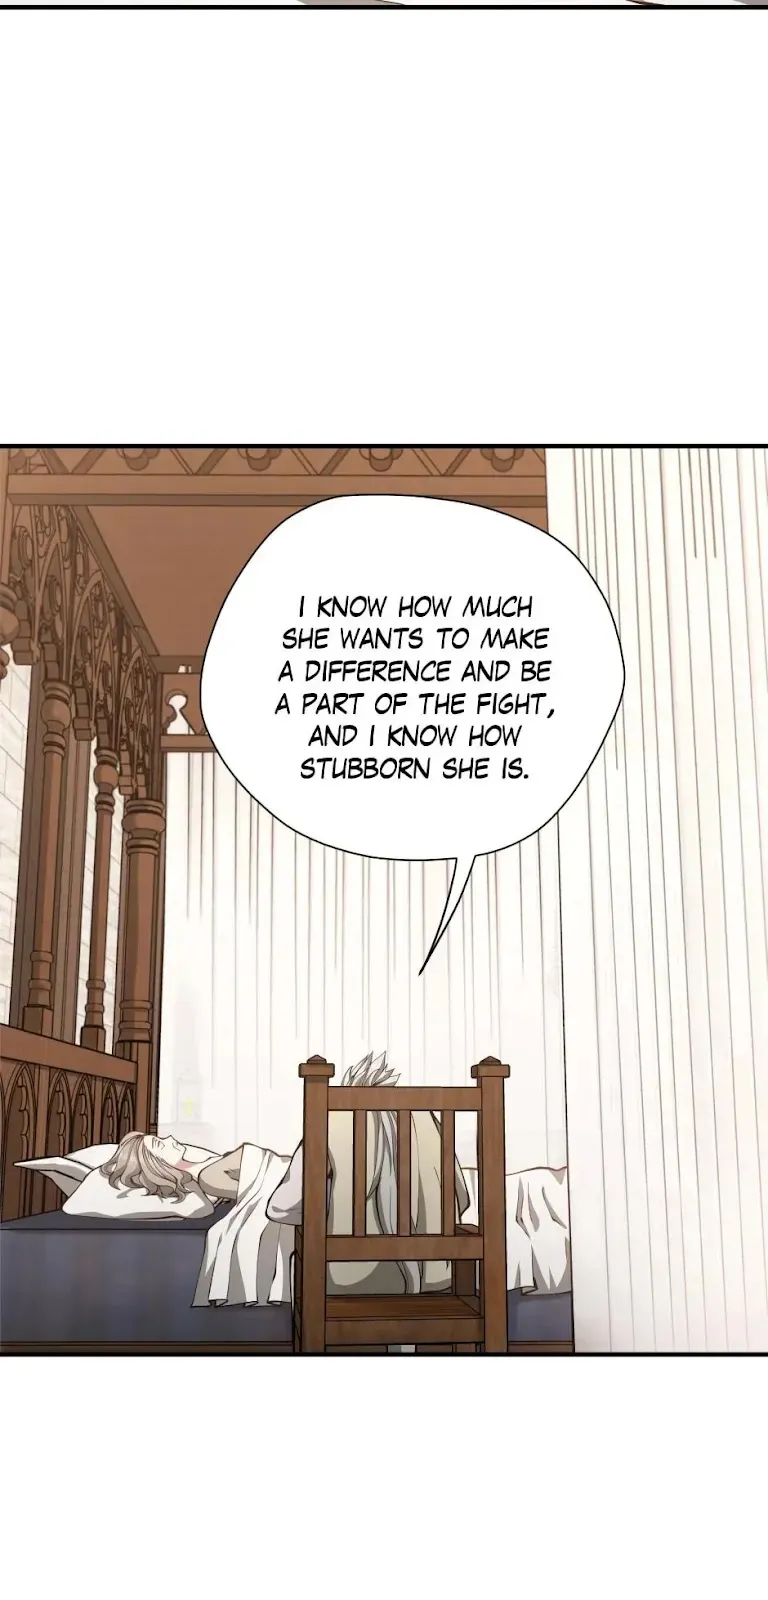 I KNOW HOW MUCH
SHE WANTS TO MAKE
A DIFFERENCE AND BE
A PART OF THE FIGHT,
AND I KNOW HOW
STUBBORN SHE IS.